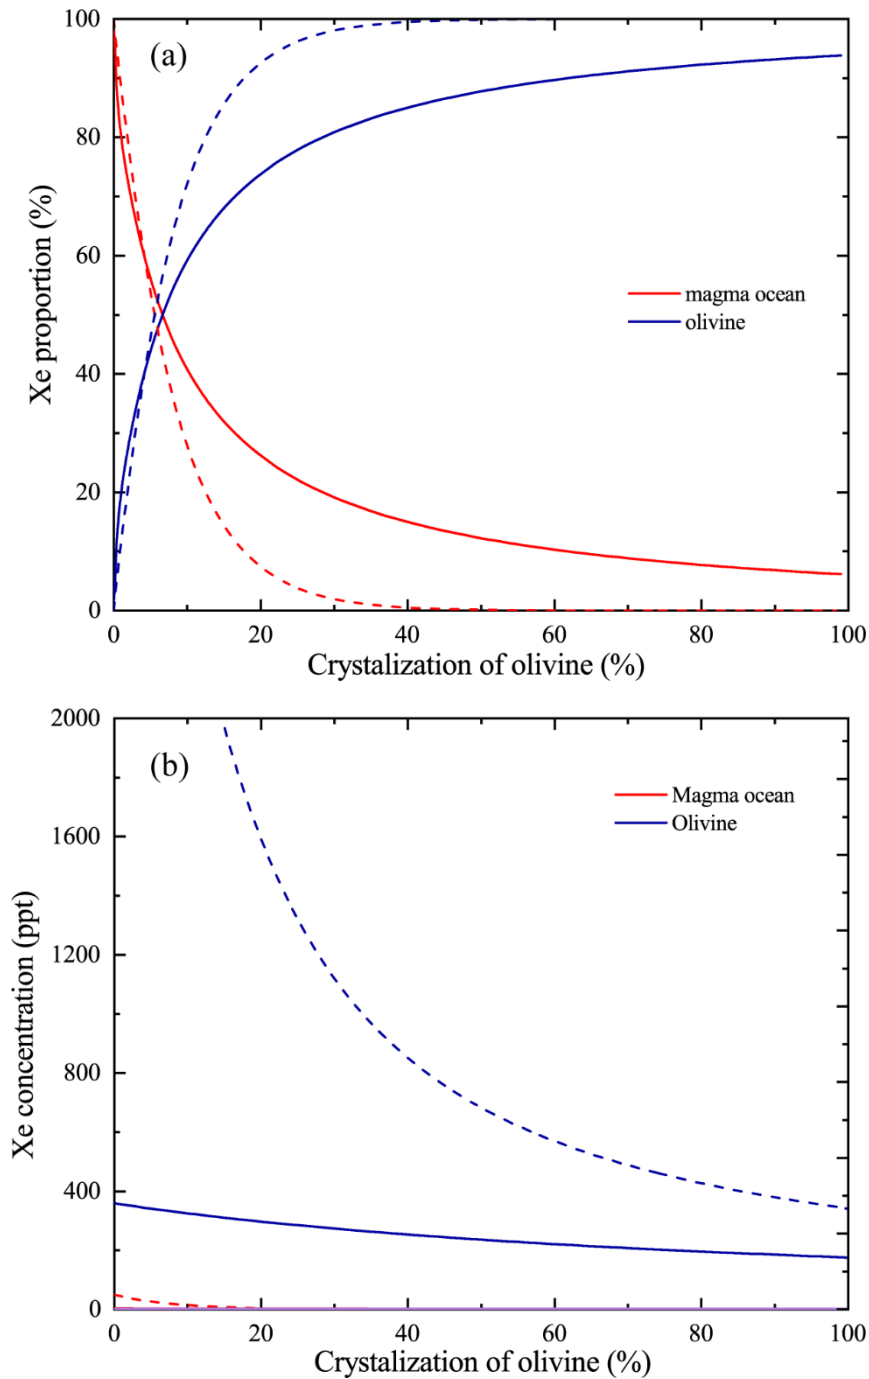 100
(a)
80
60
magma ocean
olivine
40
20
0
0 20 40 60 80 100
Xe proportion (%)
Crystalization of olivine (%)
2000
(b)
Magma ocean
Olivine
1600
1200
800
400
0
0 20 40 60 80 100
Xe concentration (ppt)
Crystalization of olivine (%)